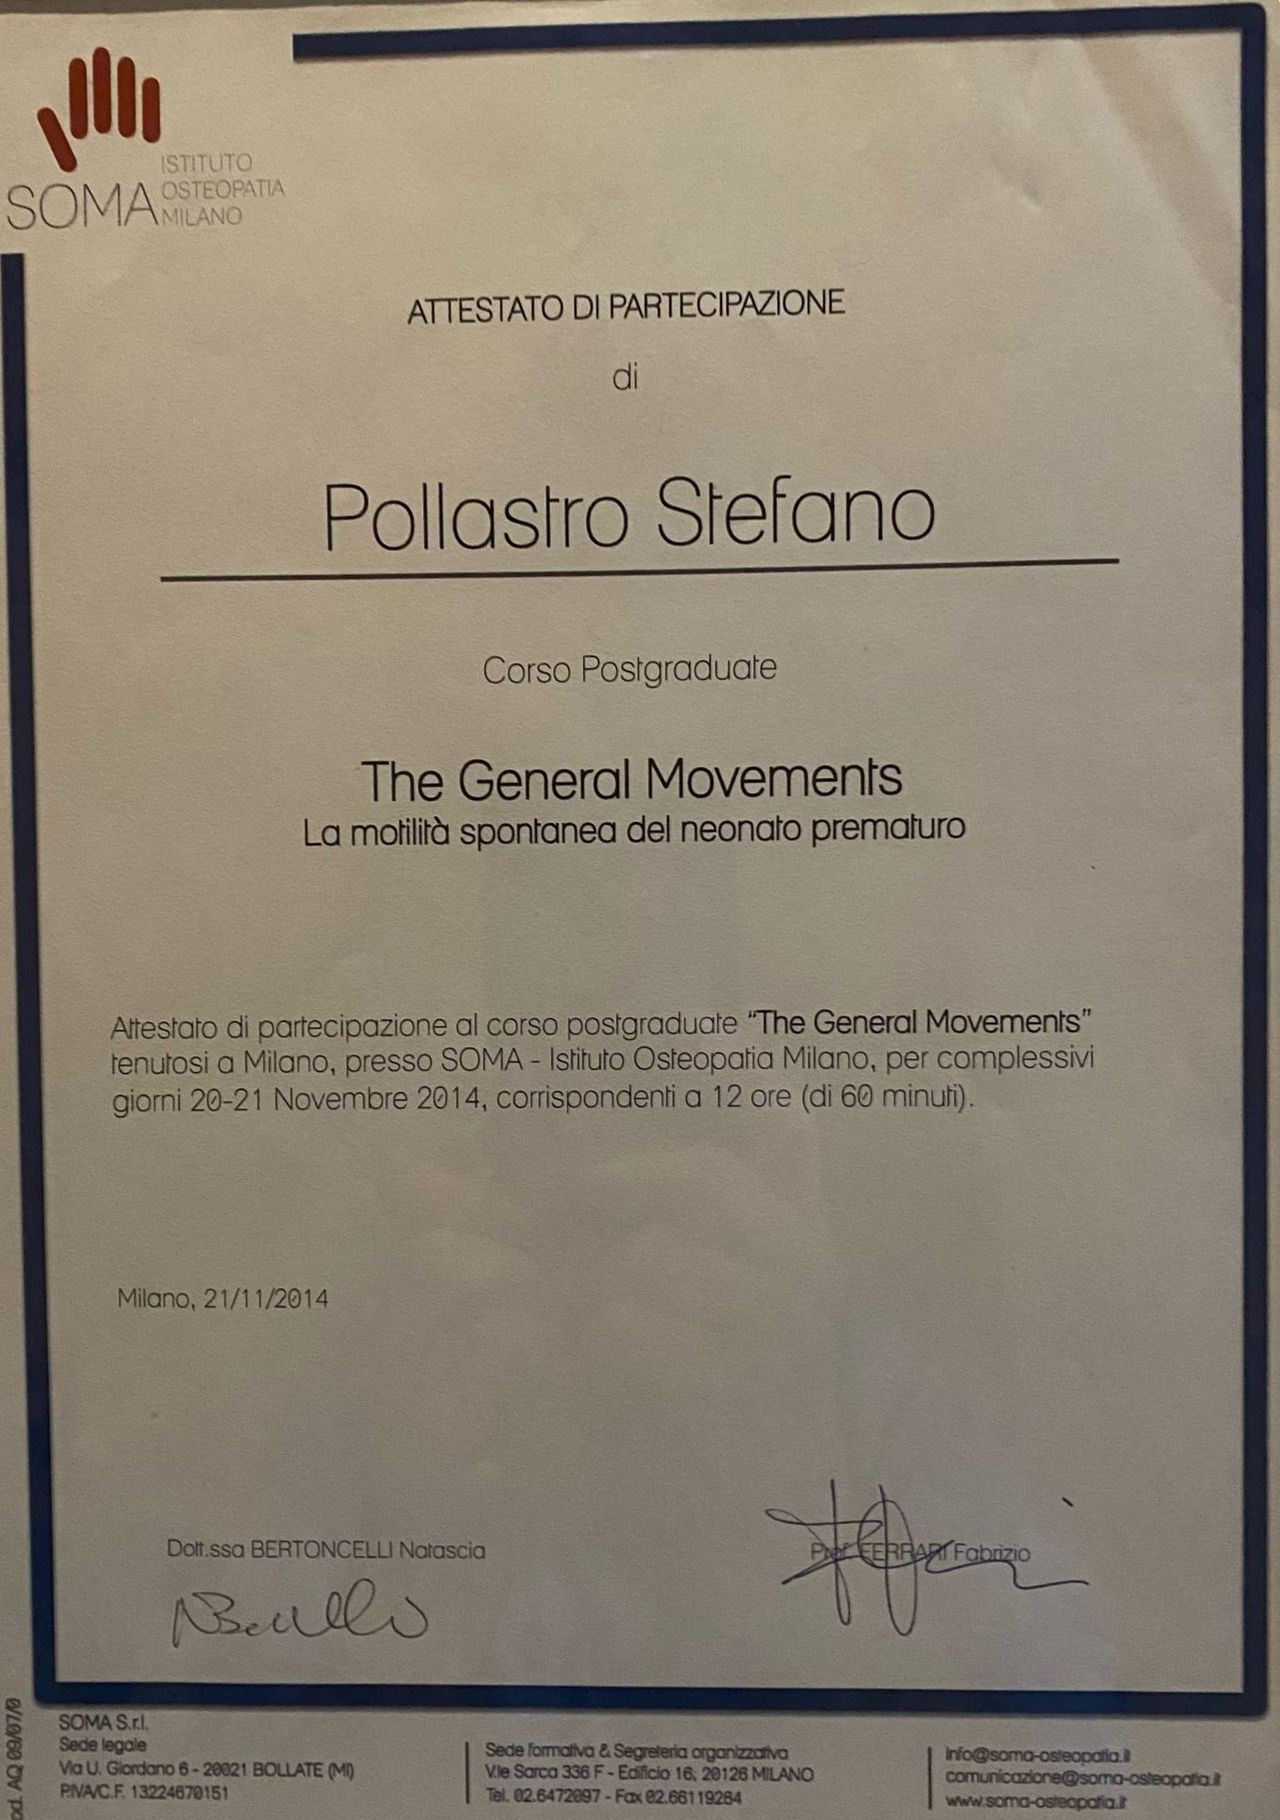 ISTITUTO
OSTEOPATIA
SOMA MILANO
ATTESTATO DI PARTECIPAZIONE
di
Pollastro Stefano
Corso Postgraduate
The General Movements
La motilità spontanea del neonato prematuro
Attestato di partecipazione al corso postgraduate “The General Movements”
tenutosi a Milano, presso SOMA - Istituto Osteopatia Milano, per complessivi
giorni 20-21 Novembre 2014, corrispondenti a 12 ore (di 60 minuti).
Milano, 21/11/2014
Dott.ssa BERTONCELLI Natascia
Prof. FERRARI Fabrizio
od. AQ 09/07/0
SOMA S.r.l.
Sede legale
Via U. Giordano 6 - 20021 BOLLATE (MI)
P.IVA/C.F. 13224670151
Sede formativa & Segreteria organizzativa
V.le Sarca 336 F - Edificio 16, 20126 MILANO
Tel. 02.6472097 - Fax 02.66119284
info@soma-osteopatia.it
comunicazione@soma-osteopatia.it
www.soma-osteopatia.it